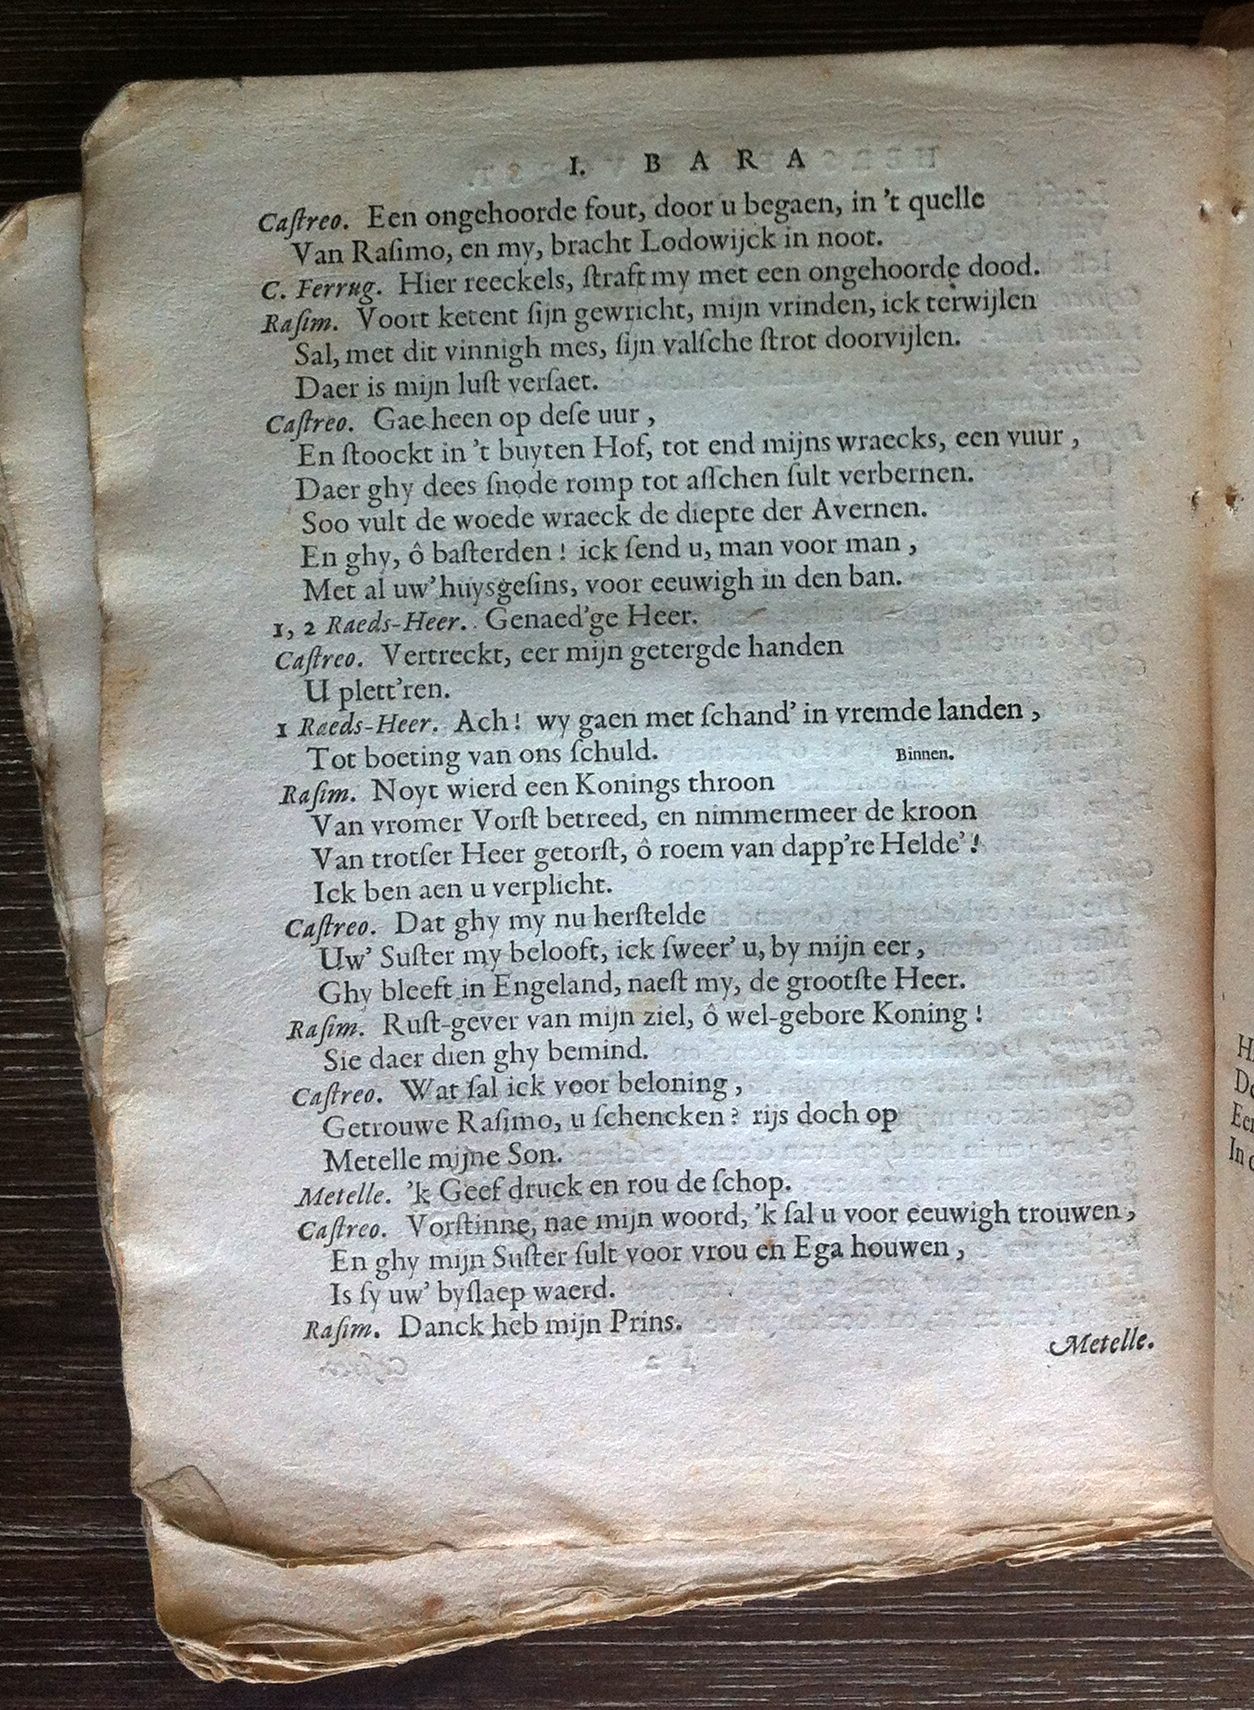 I. BARA
Caſtreo. Een ongehoorde fout, door u begaen, in 't quelle
Van Raſimo, en my, bracht Lodowijck in noot.
C. Ferrug. Hier reeckels, ſtraft my met een ongehoorde dood.
Raſim. Voort ketent ſijn gewricht, mijn vrinden, ick terwijlen
Sal, met dit vinnigh mes, ſijn valſche ſtrot doorvijlen.
Daer is mijn luſt verſaet.
Caſtreo. Gae heen op deſe uur,
En ſtoockt in 't buyten Hof, tot end mijns wraecks, een vuur,
Daer ghy dees ſnode romp tot aſſchen ſult verbernen.
Soo vult de woede wraeck de diepte der Avernen.
En ghy, ô baſterden! ick ſend u, man voor man,
Met al uw' huysgeſins, voor eeuwigh in den ban.
1, 2 Raeds-Heer. Genaed'ge Heer.
Caſtreo. Vertreckt, eer mijn getergde handen
U plett'ren.
1 Raeds-Heer. Ach! wy gaen met ſchand' in vremde landen,
Tot boeting van ons ſchuld. Binnen.
Raſim. Noyt wierd een Konings throon
Van vromer Vorſt betreed, en nimmermeer de kroon
Van trotſer Heer getorſt, ô roem van dapp're Helde'!
Ick ben aen u verplicht.
Caſtreo. Dat ghy my nu herſtelde
Uw' Suſter my belooft, ick ſweer' u, by mijn eer,
Ghy bleeft in Engeland, naeſt my, de grootſte Heer.
Raſim. Ruſt-gever van mijn ziel, ô wel-gebore Koning!
Sie daer dien ghy bemind.
Caſtreo. Wat ſal ick voor beloning,
Getrouwe Raſimo, u ſchencken? rijs doch op
Metelle mijne Son.
Metelle. 'k Geef druck en rou de ſchop.
Caſtreo. Vorſtinne, nae mijn woord, 'k ſal u voor eeuwigh trouwen,
En ghy mijn Suſter ſult voor vrou en Ega houwen,
Is ſy uw' byſlaep waerd.
Raſim. Danck heb mijn Prins.
Metelle.